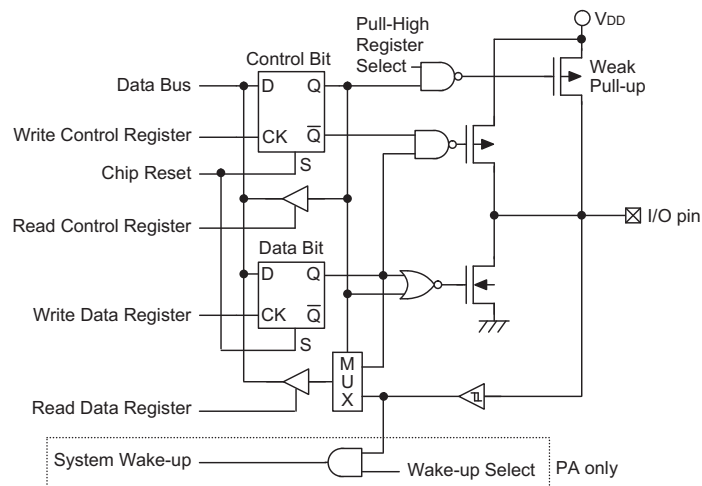 VDD
Pull-High
Register
Select
Weak
Pull-up
Control Bit
Data Bus
D
Q
Write Control Register
CK
Q̅
Chip Reset
S
I/O pin
Read Control Register
Data Bit
D
Q
Write Data Register
CK
Q̅
S
M
U
X
Read Data Register
System Wake-up
Wake-up Select
PA only